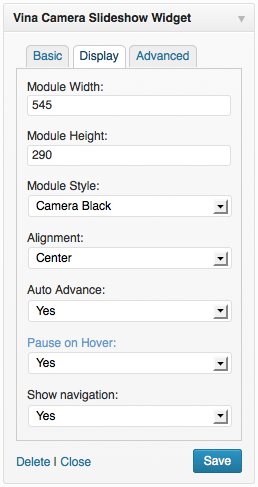 Vina Camera Slideshow Widget
Basic Display Advanced
Module Width:
545
Module Height:
290
Module Style:
Camera Black
Alignment:
Center
Auto Advance:
Yes
Pause on Hover:
Yes
Show navigation:
Yes
Delete | Close Save